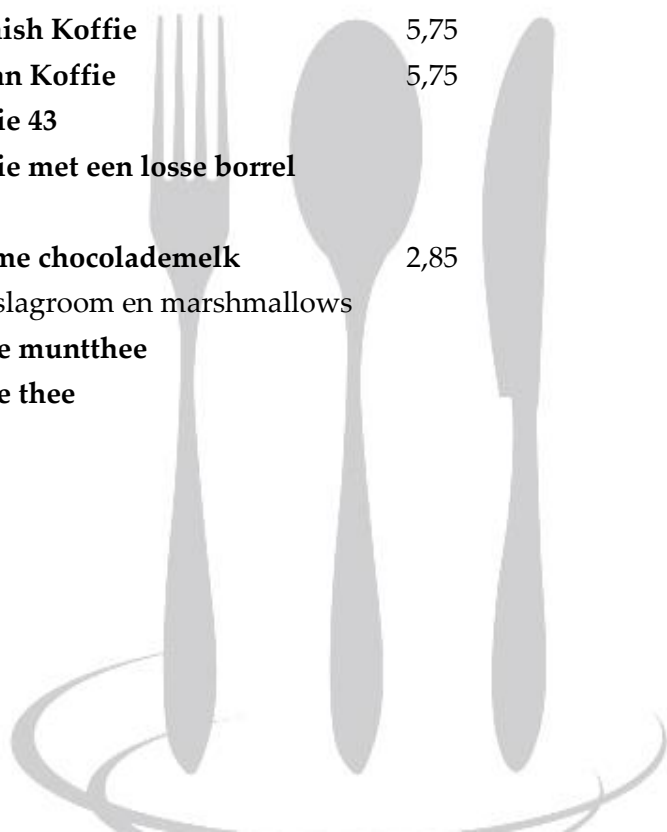 nish Koffie 5,75
an Koffie 5,75
ie 43
ie met een losse borrel
me chocolademelk 2,85
slagroom en marshmallows
e muntthee
e thee